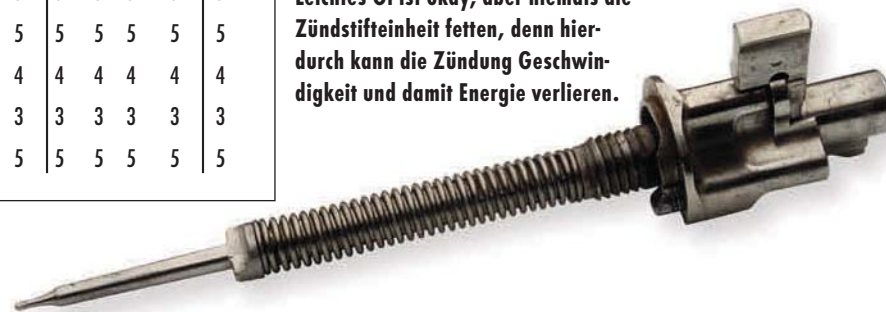 5 5 5 5 5 5
4 4 4 4 4 4
3 3 3 3 3 3
5 5 5 5 5 5
Leichtes Öl ist okay, aber niemals die
Zündstifteinheit fetten, denn hier-
durch kann die Zündung Geschwin-
digkeit und damit Energie verlieren.